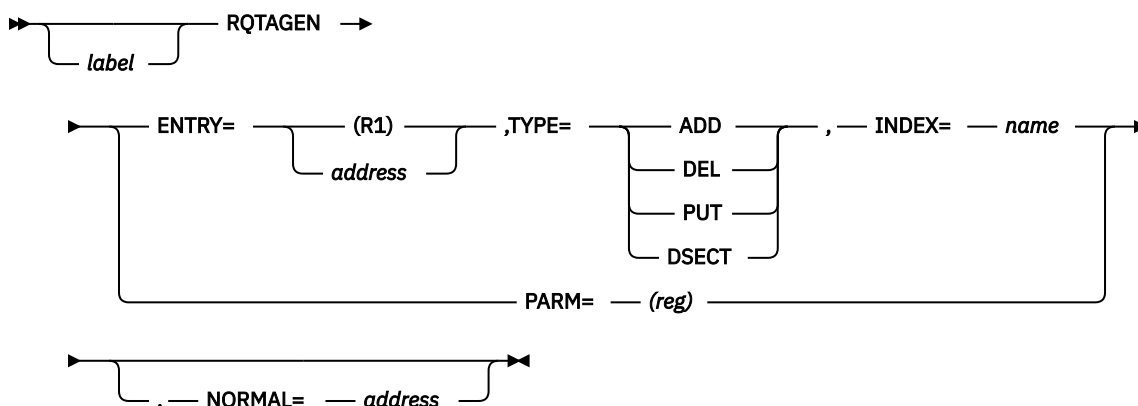 RQTAGEN
label
ENTRY= (R1) ,TYPE= ADD , INDEX= name
address DEL
PUT
DSECT
PARM= (reg)
, NORMAL= address